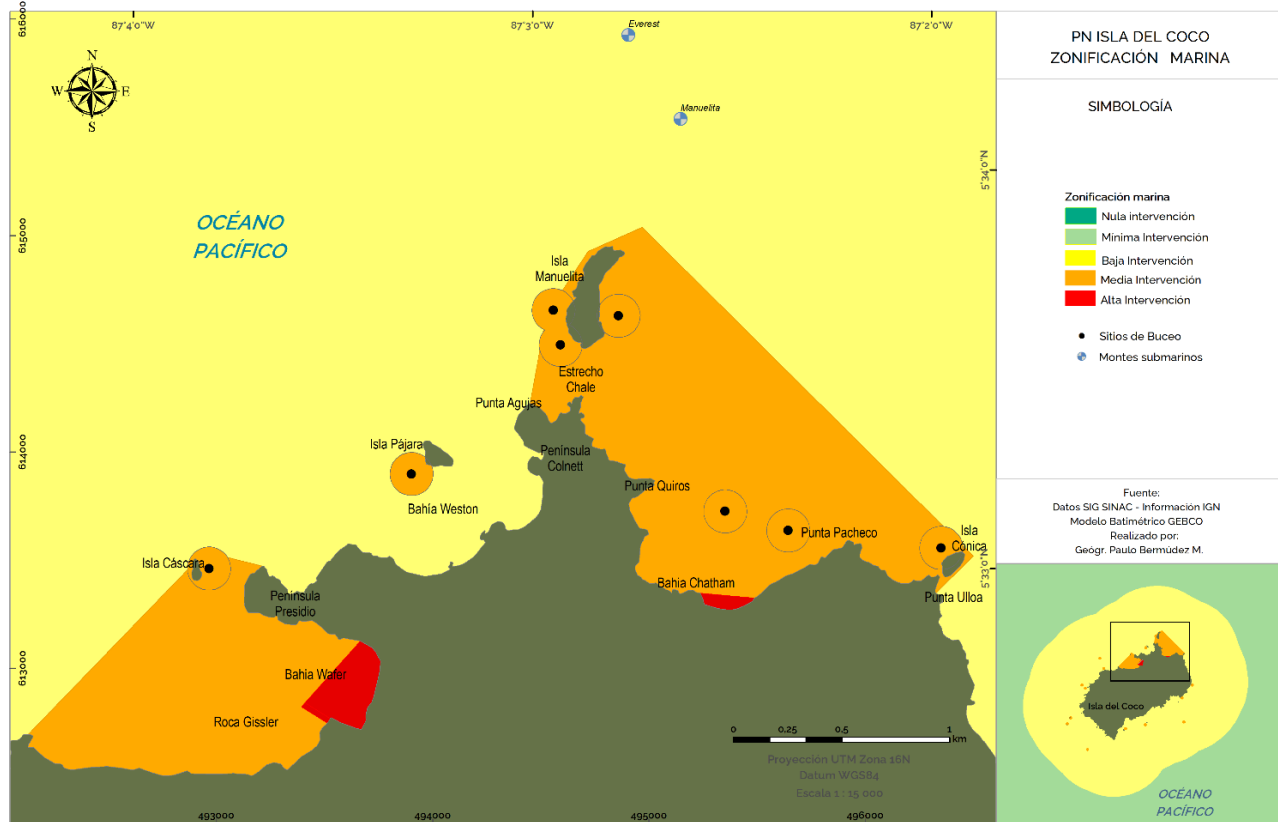 87°4'0"W
87°3'0"W
87°2'0"W
616000
615000
614000
613000
5°34'0"N
5°33'0"N
493000
494000
495000
496000
N
W
E
S
Everest
Manuelita
OCÉANO
PACÍFICO
Isla
Manuelita
Estrecho
Chale
Punta Agujas
Península
Colnett
Isla Pájara
Bahía Weston
Punta Quiros
Punta Pacheco
Isla
Cónica
Isla Cáscara
Península
Presidio
Bahia Chatham
Punta Ulloa
Bahia Wafer
Roca Gissler
0 0,25 0,5 1
km
Proyección UTM Zona 16N
Datum WGS84
Escala 1 : 15 000
PN ISLA DEL COCO
ZONIFICACIÓN MARINA
SIMBOLOGÍA
Zonificación marina
Nula intervención
Mínima Intervención
Baja Intervención
Media Intervención
Alta Intervención
Sitios de Buceo
Montes submarinos
Fuente:
Datos SIG SINAC - Información IGN
Modelo Batimétrico GEBCO
Realizado por:
Geógr. Paulo Bermúdez M.
Isla del Coco
OCÉANO
PACÍFICO